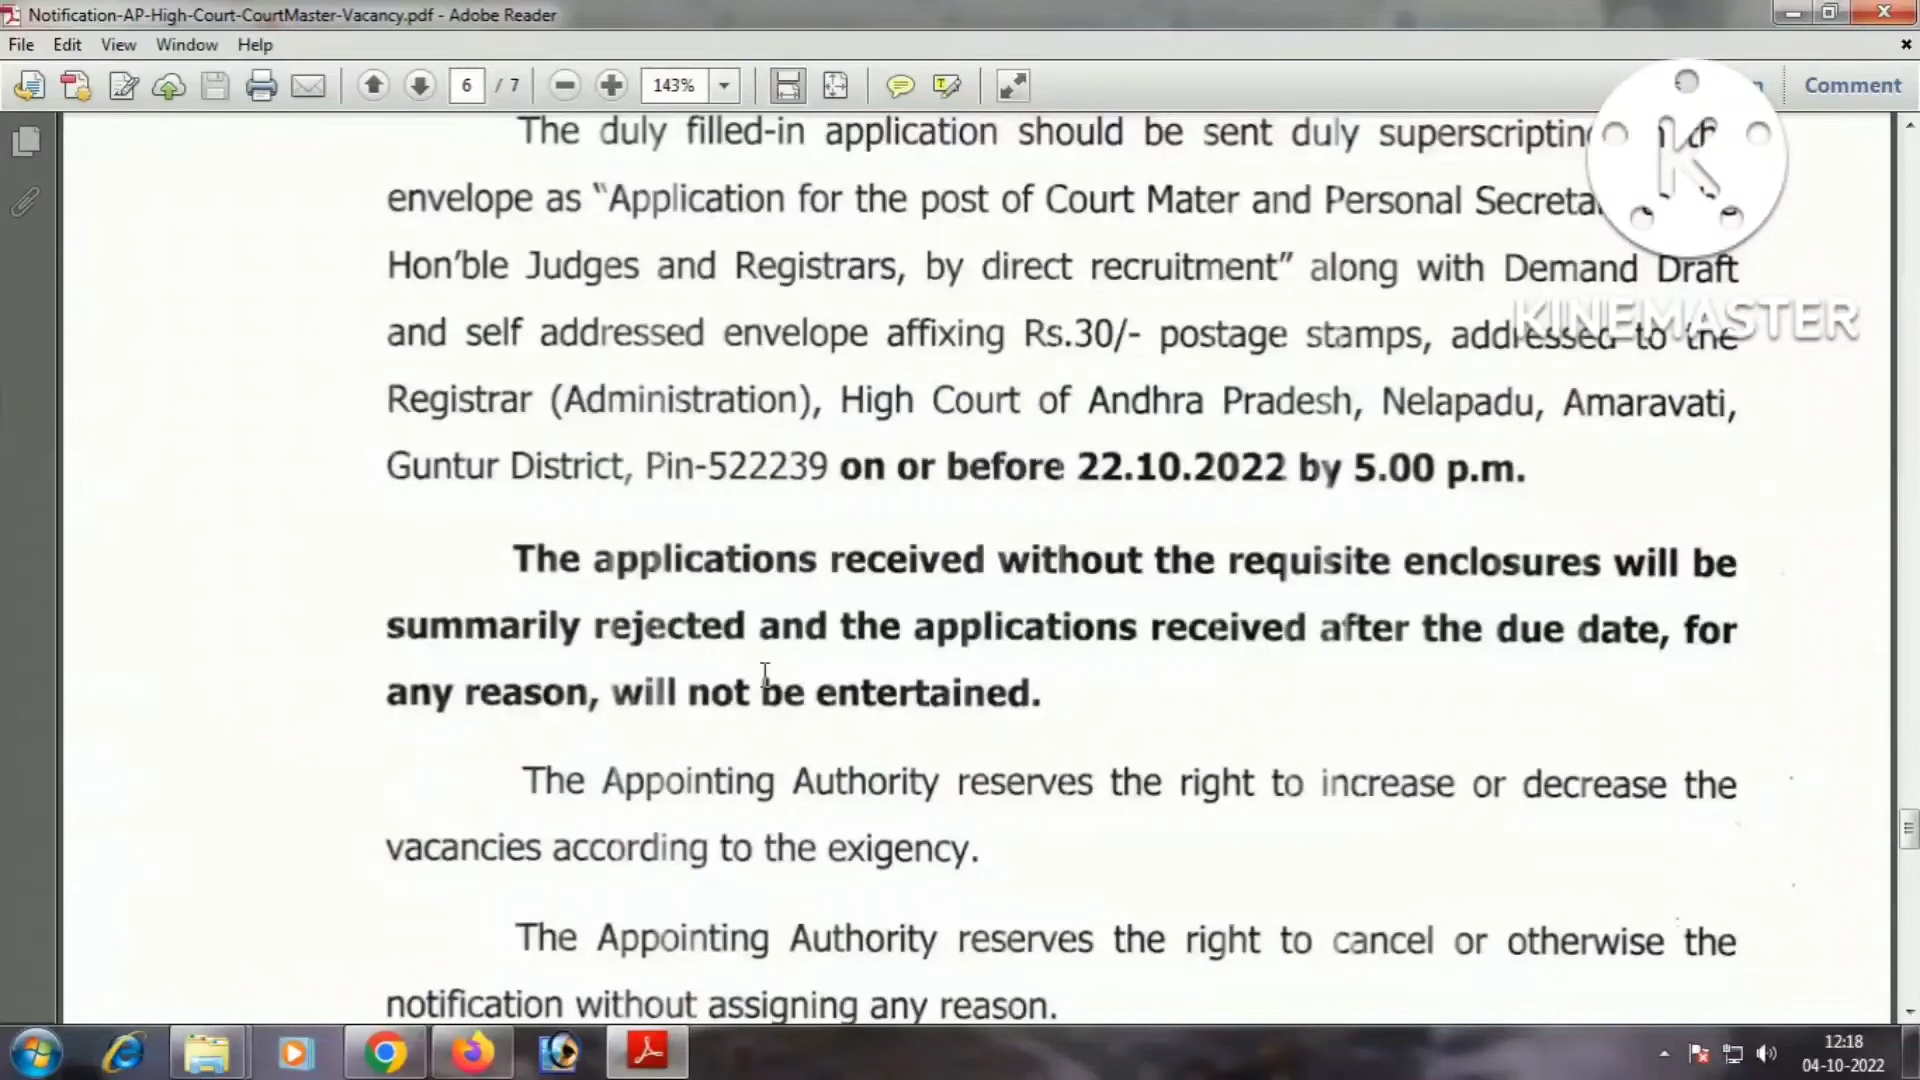 Notification-AP-High-Court-CourtMaster-Vacancy.pdf - Adobe Reader
File Edit View Window Help
6 / 7 143% Comment
The duly filled-in application should be sent duly
envelope as “Application for the post of Court Mater and Personal
Hon’ble Judges and Registrars, by direct recruitment” along with Demand Draft
and self addressed envelope affixing Rs.30/- postage stamps, addressed to the
KINEMASTER
Registrar (Administration), High Court of Andhra Pradesh, Nelapadu, Amaravati,
Guntur District, Pin-522239 on or before 22.10.2022 by 5.00 p.m.
The applications received without the requisite enclosures will be
summarily rejected and the applications received after the due date, for
any reason, will not be entertained.
The Appointing Authority reserves the right to increase or decrease the
vacancies according to the exigency.
The Appointing Authority reserves the right to cancel or otherwise the
notification without assigning any reason.
12:18
04-10-2022